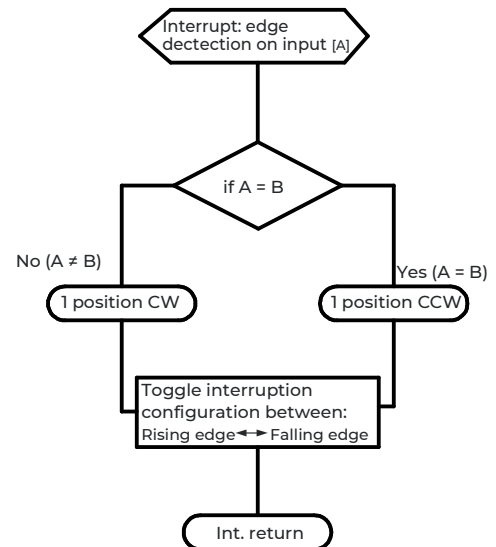 Interrupt: edge
dectection on input [A]
if A = B
No (A ≠ B)
Yes (A = B)
1 position CW
1 position CCW
Toggle interruption
configuration between:
Rising edge↔Falling edge
Int. return